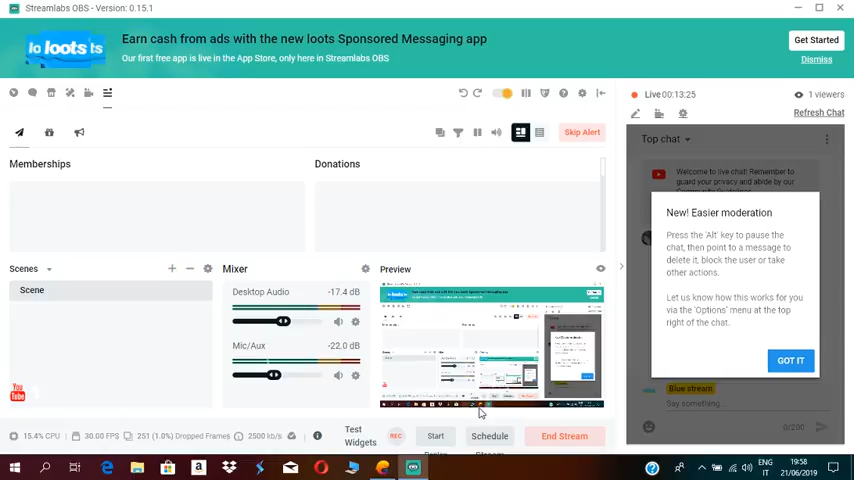 Streamlabs OBS - Version: 0.15.1
loots
Earn cash from ads with the new loots Sponsored Messaging app
Our first free app is live in the App Store, only here in Streamlabs OBS
Get Started
Dismiss
Live 00:13:25
1 viewers
Refresh Chat
Skip Alert
Top chat
Memberships
Donations
Welcome to live chat! Remember to
guard your privacy and abide by our
New! Easier moderation
Press the 'Alt' key to pause the
chat, then point to a message to
delete it, block the user or take
other actions.
Let us know how this works for you
via the 'Options' menu at the top
right of the chat.
GOT IT
Scenes
Mixer
Preview
Scene
Desktop Audio
-17.4 dB
Mic/Aux
-22.0 dB
You
Tube
Blue stream
Say something...
0/200
15.4% CPU
30.00 FPS
251 (1.0%) Dropped Frames
2500 kb/s
Test
Widgets
REC
Start
Schedule
End Stream
ENG
IT
19:58
21/06/2019